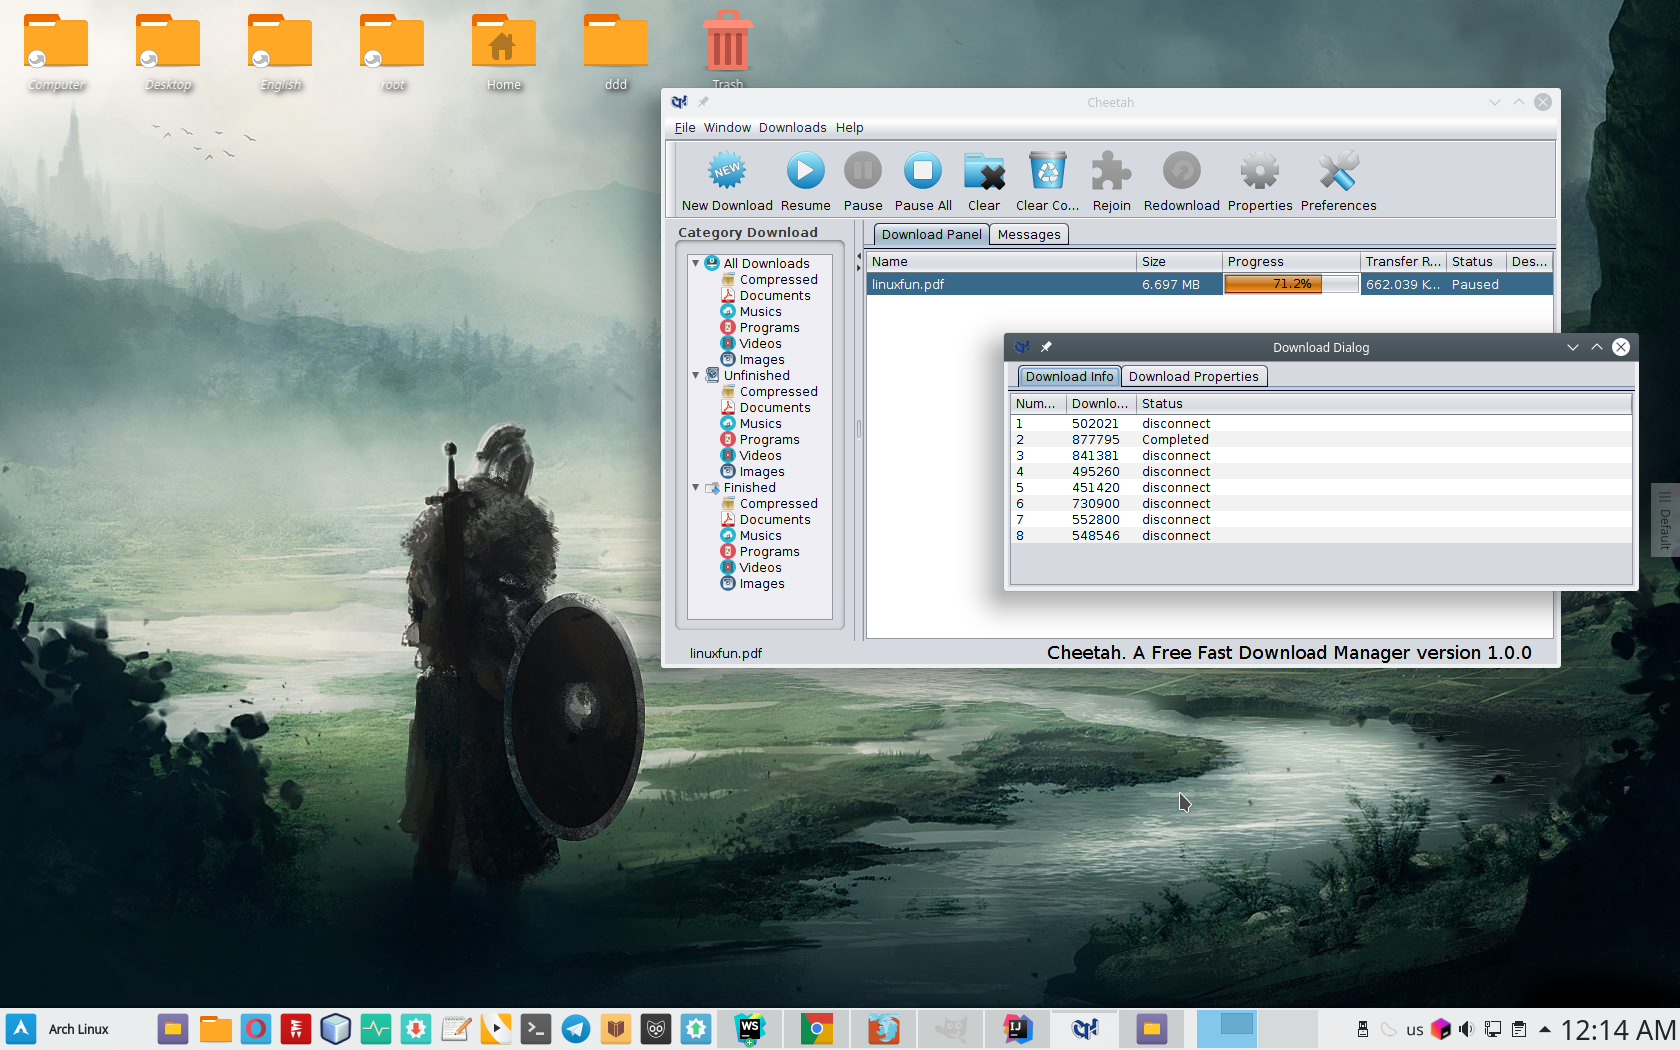 Computer
Desktop
English
root
Home
ddd
Trash
Cheetah
File Window Downloads Help
NEW
New Download Resume Pause Pause All Clear Clear Co... Rejoin Redownload Properties Preferences
Category Download
Download Panel Messages
All Downloads
Compressed
Documents
Musics
Programs
Videos
Images
Unfinished
Compressed
Documents
Musics
Programs
Videos
Images
Finished
Compressed
Documents
Musics
Programs
Videos
Images
Name Size Progress Transfer R... Status Des...
linuxfun.pdf 6.697 MB 71.2% 662.039 K... Paused
Download Dialog
Download Info Download Properties
Num... Downlo... Status
1 502021 disconnect
2 877795 Completed
3 841381 disconnect
4 495260 disconnect
5 451420 disconnect
6 730900 disconnect
7 552800 disconnect
8 548546 disconnect
linuxfun.pdf
Cheetah. A Free Fast Download Manager version 1.0.0
Default
Arch Linux
WS
IJ
us
12:14 AM